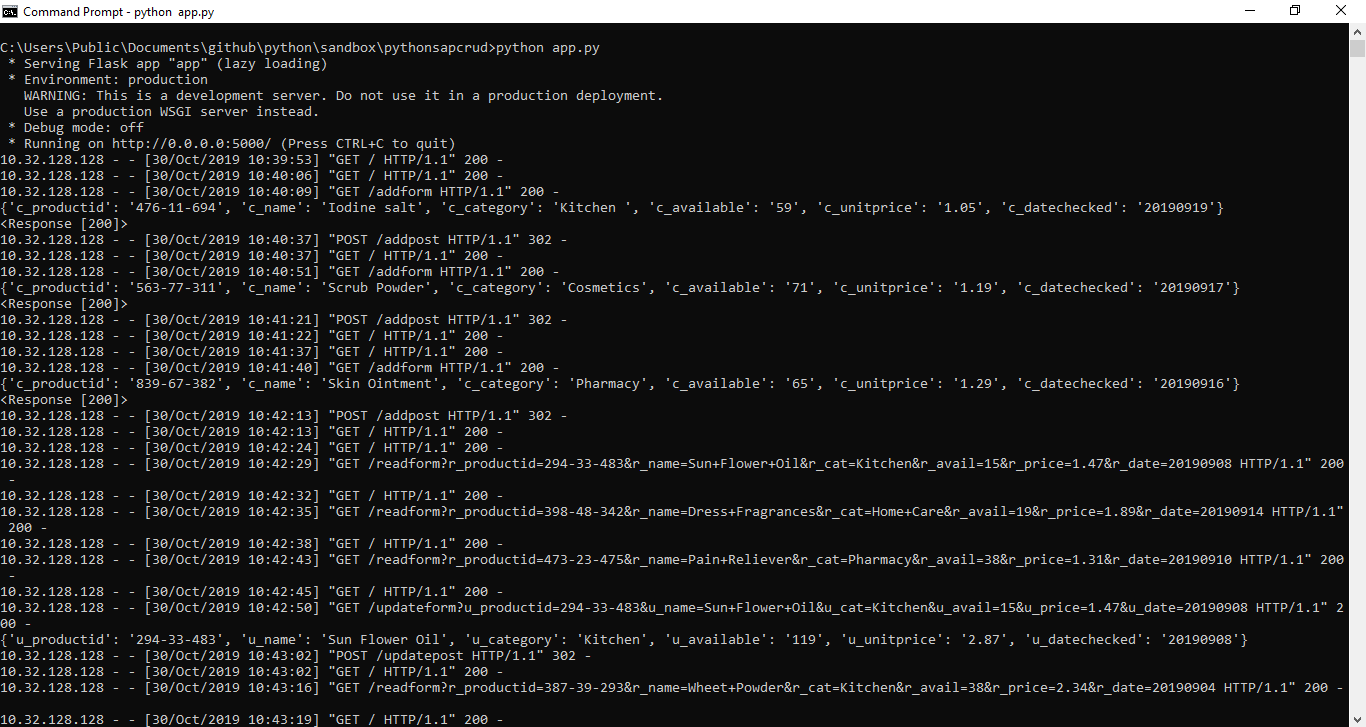 Command Prompt - python  app.py
C:\Users\Public\Documents\github\python\sandbox\pythonsapcrud>python app.py
 * Serving Flask app "app" (lazy loading)
 * Environment: production
   WARNING: This is a development server. Do not use it in a production deployment.
   Use a production WSGI server instead.
 * Debug mode: off
 * Running on http://0.0.0.0:5000/ (Press CTRL+C to quit)
10.32.128.128 - - [30/Oct/2019 10:39:53] "GET / HTTP/1.1" 200 -
10.32.128.128 - - [30/Oct/2019 10:40:06] "GET / HTTP/1.1" 200 -
10.32.128.128 - - [30/Oct/2019 10:40:09] "GET /addform HTTP/1.1" 200 -
{'c_productid': '476-11-694', 'c_name': 'Iodine salt', 'c_category': 'Kitchen ', 'c_available': '59', 'c_unitprice': '1.05', 'c_datechecked': '20190919'}
<Response [200]>
10.32.128.128 - - [30/Oct/2019 10:40:37] "POST /addpost HTTP/1.1" 302 -
10.32.128.128 - - [30/Oct/2019 10:40:37] "GET / HTTP/1.1" 200 -
10.32.128.128 - - [30/Oct/2019 10:40:51] "GET /addform HTTP/1.1" 200 -
{'c_productid': '563-77-311', 'c_name': 'Scrub Powder', 'c_category': 'Cosmetics', 'c_available': '71', 'c_unitprice': '1.19', 'c_datechecked': '20190917'}
<Response [200]>
10.32.128.128 - - [30/Oct/2019 10:41:21] "POST /addpost HTTP/1.1" 302 -
10.32.128.128 - - [30/Oct/2019 10:41:22] "GET / HTTP/1.1" 200 -
10.32.128.128 - - [30/Oct/2019 10:41:37] "GET / HTTP/1.1" 200 -
10.32.128.128 - - [30/Oct/2019 10:41:40] "GET /addform HTTP/1.1" 200 -
{'c_productid': '839-67-382', 'c_name': 'Skin Ointment', 'c_category': 'Pharmacy', 'c_available': '65', 'c_unitprice': '1.29', 'c_datechecked': '20190916'}
<Response [200]>
10.32.128.128 - - [30/Oct/2019 10:42:13] "POST /addpost HTTP/1.1" 302 -
10.32.128.128 - - [30/Oct/2019 10:42:13] "GET / HTTP/1.1" 200 -
10.32.128.128 - - [30/Oct/2019 10:42:24] "GET / HTTP/1.1" 200 -
10.32.128.128 - - [30/Oct/2019 10:42:29] "GET /readform?r_productid=294-33-483&r_name=Sun+Flower+Oil&r_cat=Kitchen&r_avail=15&r_price=1.47&r_date=20190908 HTTP/1.1" 200
 -
10.32.128.128 - - [30/Oct/2019 10:42:32] "GET / HTTP/1.1" 200 -
10.32.128.128 - - [30/Oct/2019 10:42:35] "GET /readform?r_productid=398-48-342&r_name=Dress+Fragrances&r_cat=Home+Care&r_avail=19&r_price=1.89&r_date=20190914 HTTP/1.1"
 200 -
10.32.128.128 - - [30/Oct/2019 10:42:38] "GET / HTTP/1.1" 200 -
10.32.128.128 - - [30/Oct/2019 10:42:43] "GET /readform?r_productid=473-23-475&r_name=Pain+Reliever&r_cat=Pharmacy&r_avail=38&r_price=1.31&r_date=20190910 HTTP/1.1" 200
 -
10.32.128.128 - - [30/Oct/2019 10:42:45] "GET / HTTP/1.1" 200 -
10.32.128.128 - - [30/Oct/2019 10:42:50] "GET /updateform?u_productid=294-33-483&u_name=Sun+Flower+Oil&u_cat=Kitchen&u_avail=15&u_price=1.47&u_date=20190908 HTTP/1.1" 2
00 -
{'u_productid': '294-33-483', 'u_name': 'Sun Flower Oil', 'u_category': 'Kitchen', 'u_available': '119', 'u_unitprice': '2.87', 'u_datechecked': '20190908'}
10.32.128.128 - - [30/Oct/2019 10:43:02] "POST /updatepost HTTP/1.1" 302 -
10.32.128.128 - - [30/Oct/2019 10:43:02] "GET / HTTP/1.1" 200 -
10.32.128.128 - - [30/Oct/2019 10:43:16] "GET /readform?r_productid=387-39-293&r_name=Wheet+Powder&r_cat=Kitchen&r_avail=38&r_price=2.34&r_date=20190904 HTTP/1.1" 200 -
10.32.128.128 - - [30/Oct/2019 10:43:19] "GET / HTTP/1.1" 200 -